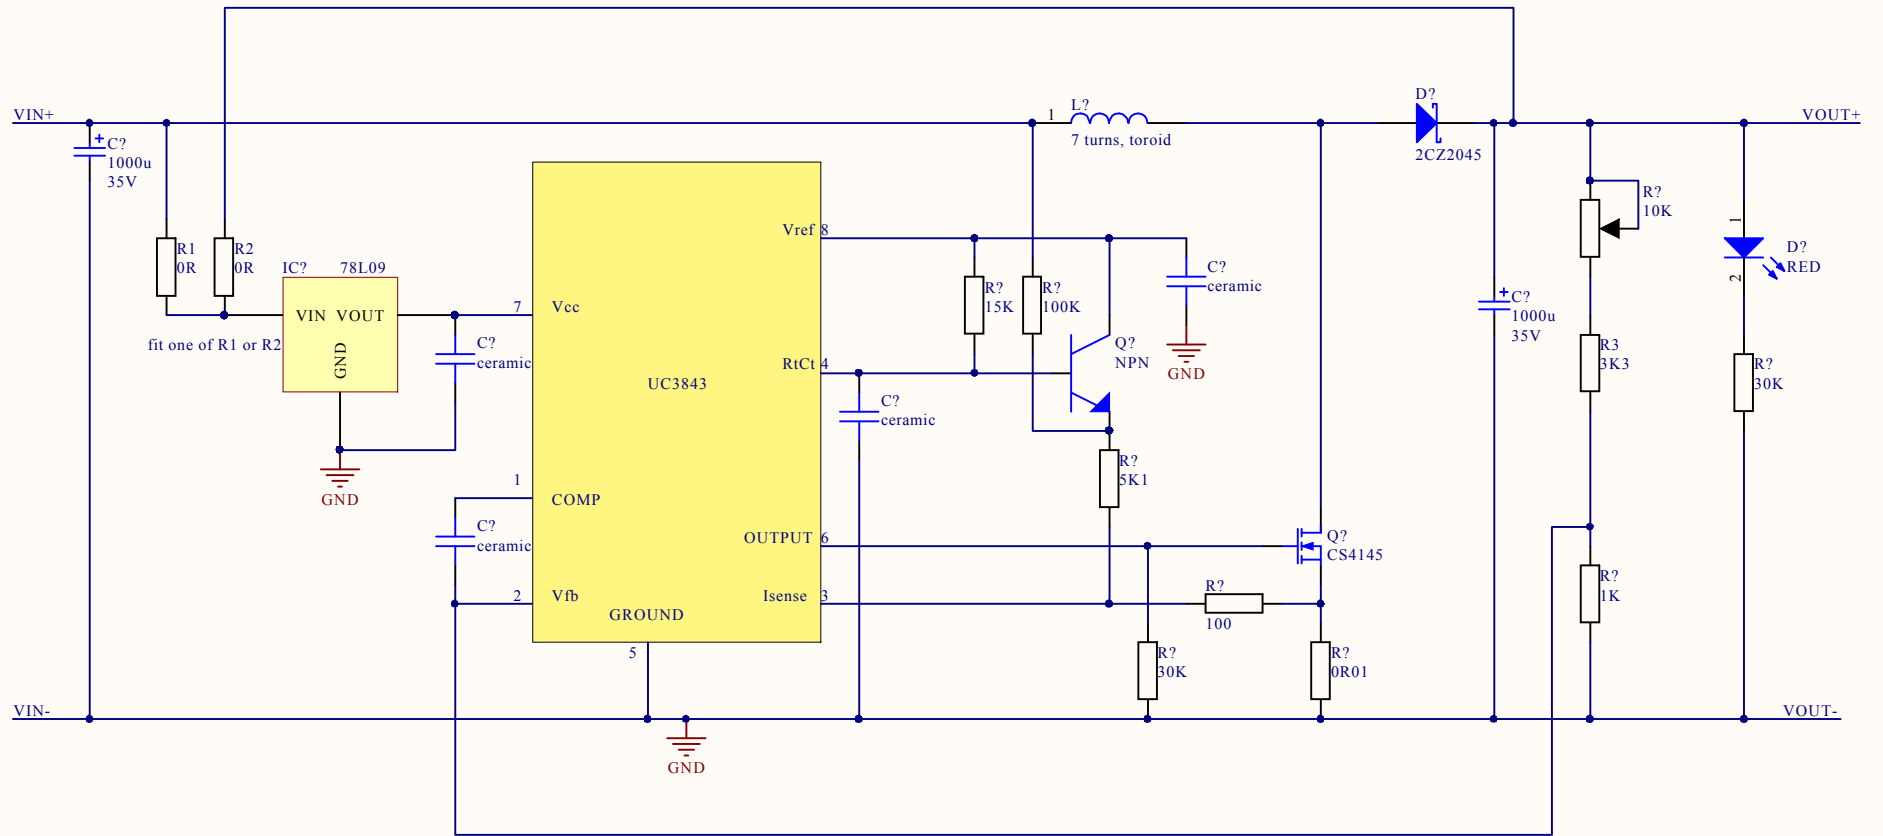 VIN+
C?
1000u
35V
R1
0R
R2
0R
fit one of R1 or R2
IC?
78L09
VIN VOUT
GND
GND
C?
ceramic
7
Vcc
1
COMP
C?
ceramic
2
Vfb
GROUND
5
UC3843
Vref 8
RtCt 4
OUTPUT 6
Isense 3
C?
ceramic
R?
15K
R?
100K
Q?
NPN
C?
ceramic
GND
R?
5K1
1
L?
7 turns, toroid
D?
2CZ2045
Q?
CS4145
R?
100
R?
30K
R?
0R01
C?
1000u
35V
R?
10K
R3
3K3
R?
1K
1
D?
RED
2
R?
30K
VOUT+
VIN-
GND
VOUT-